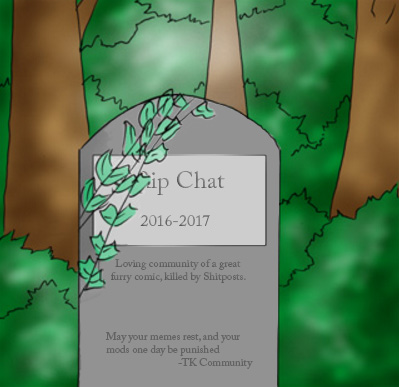 Chat
2016-2017
Loving community of a great
furry comic, killed by Shitposts.
May your memes rest, and your
mods one day be punished
-TK Community